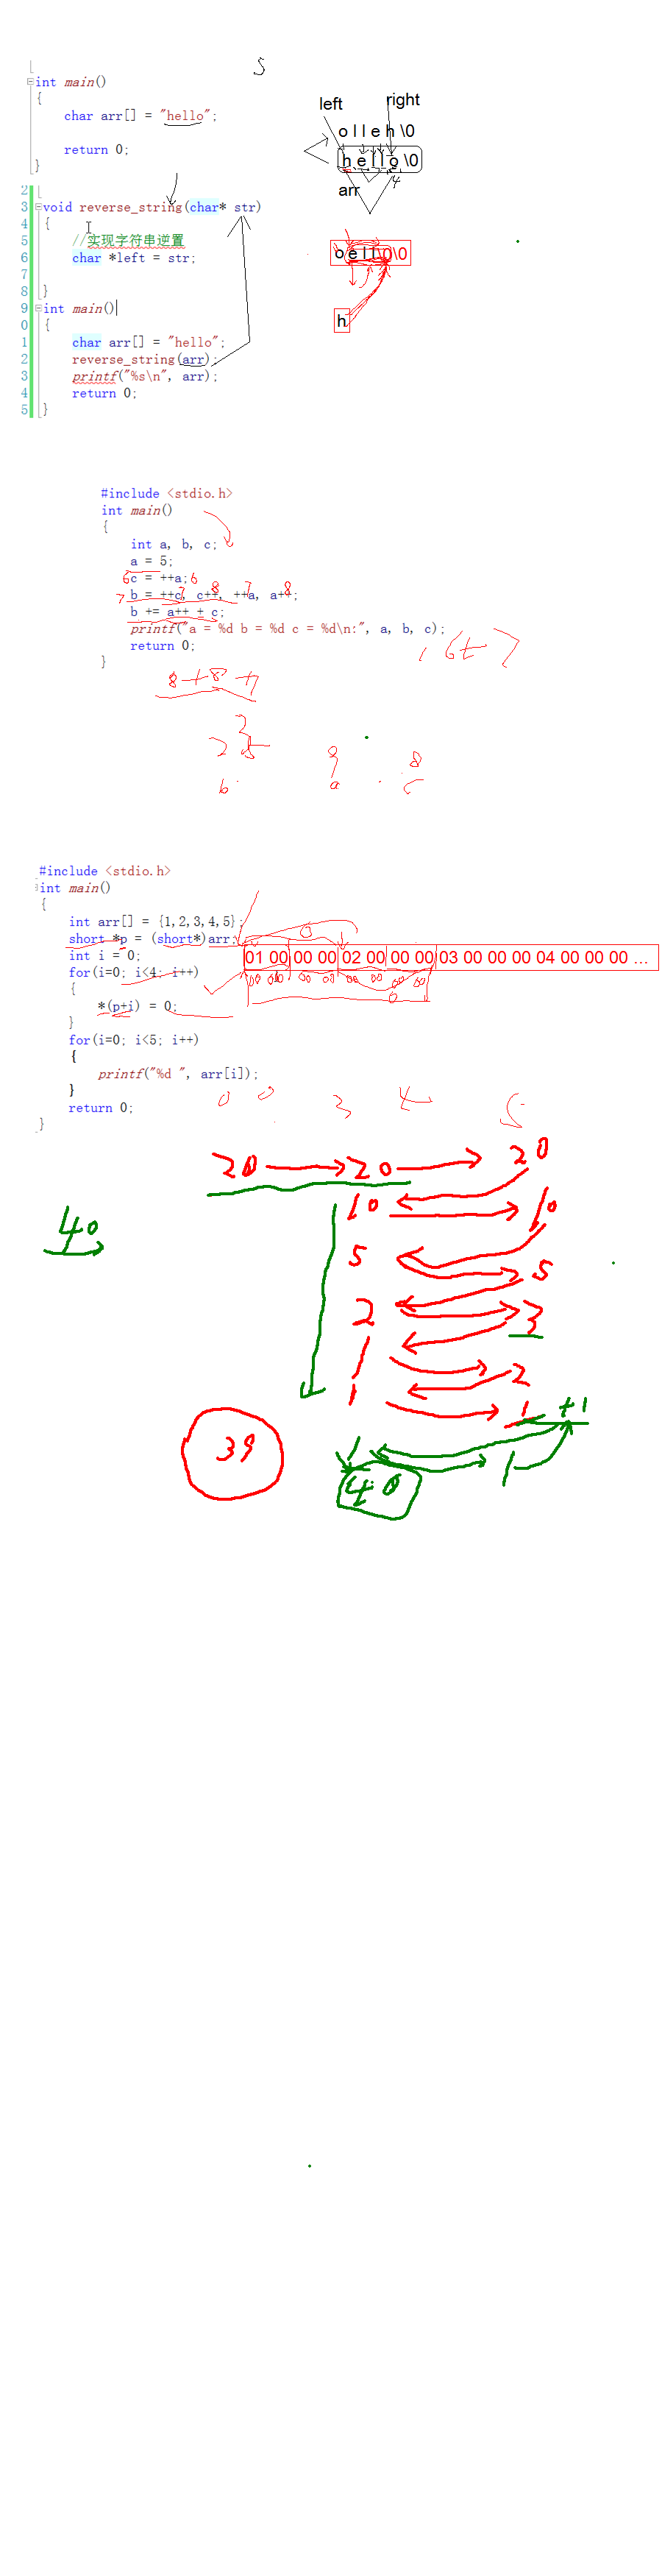 5
int main()
{
char arr[] = "hello";
return 0;
}
left
right
o l l e h \0
h e l l o \0
4
arr
2
3 void reverse_string(char* str)
4 {
5 //实现字符串逆置
6 char *left = str;
7
8 }
9 int main()
0 {
1 char arr[] = "hello";
2 reverse_string(arr);
3 printf("%s\n", arr);
4 return 0;
5 }
o e l l \0\0
h
#include <stdio.h>
int main()
{
int a, b, c;
a = 5;
6 c = ++a; 6
7 8 7 8
7 b = ++c, c++, ++a, a++;
b += a++ + c;
printf("a = %d b = %d c = %d\n:", a, b, c);
return 0;
}
6+7
8+8+7
23
9 8
b a c
#include <stdio.h>
int main()
{
int arr[] = {1,2,3,4,5};
short *p = (short*)arr;
int i = 0;
for(i=0; i<4; i++)
{
*(p+i) = 0;
}
for(i=0; i<5; i++)
{
printf("%d ", arr[i]);
}
return 0;
}
0
01 00 00 00 02 00 00 00 03 00 00 00 04 00 00 00 ...
00 00 00 00 00 00 00 00
0
0 0 3 4 5
20 20 20
10 10
40
5 5
2 3
1 2
1 1 +1
39
1 1
40